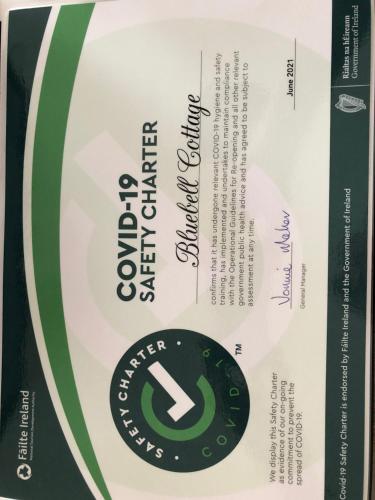 Fáilte Ireland
National Tourism Development Authority
COVID-19
SAFETY CHARTER
Bluebell Cottage
confirms that it has undergone relevant COVID-19 hygiene and safety
training, has implemented and undertakes to maintain compliance
with the Operational Guidelines for Re-opening and all other relevant
government public health advice and has agreed to be subject to
assessment at any time.
SAFETY CHARTER
COVID 19
TM
We display this Safety Charter
as evidence of our on-going
commitment to prevent the
spread of COVID-19.
General Manager
June 2021
Covid-19 Safety Charter is endorsed by Fáilte Ireland and the Government of Ireland
Rialtas na hÉireann
Government of Ireland